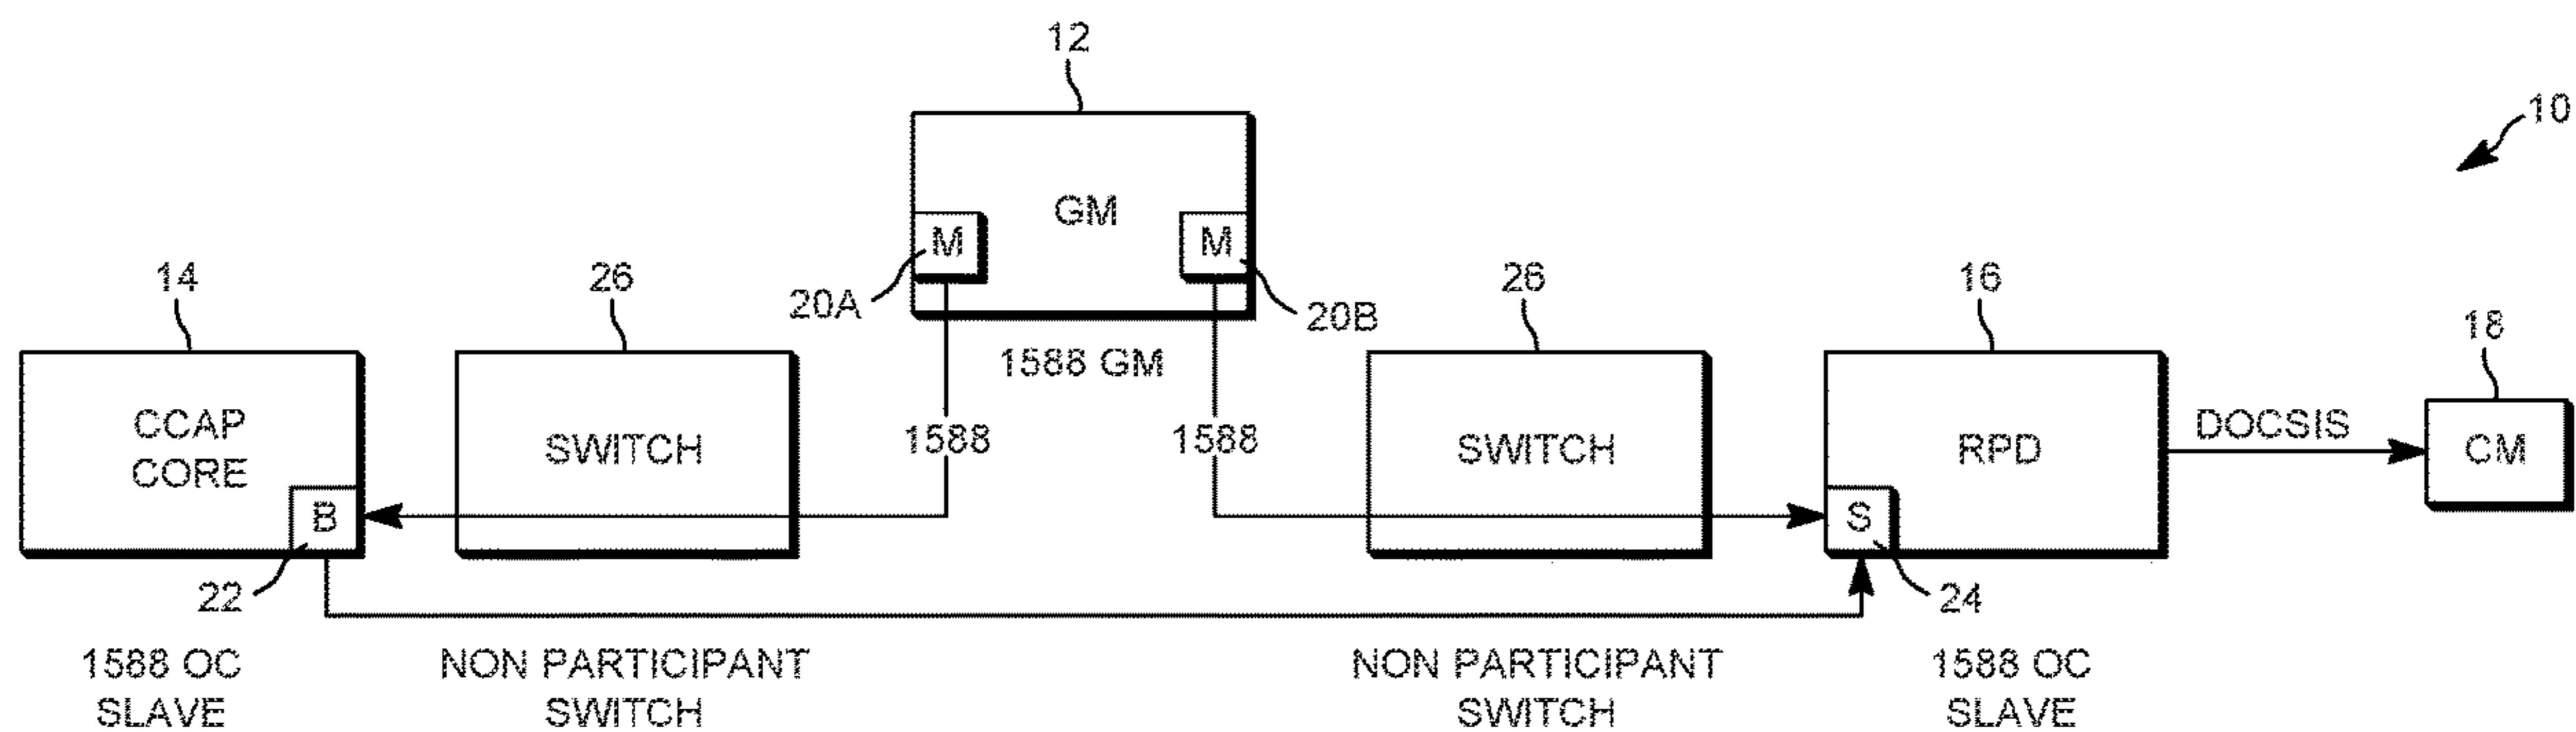 12
10
GM
M
M
14
26
20A
20B
26
16
18
1588 GM
CCAP
CORE
SWITCH
1588
1588
SWITCH
RPD
DOCSIS
CM
B
S
22
24
1588 OC
SLAVE
NON PARTICIPANT
SWITCH
NON PARTICIPANT
SWITCH
1588 OC
SLAVE